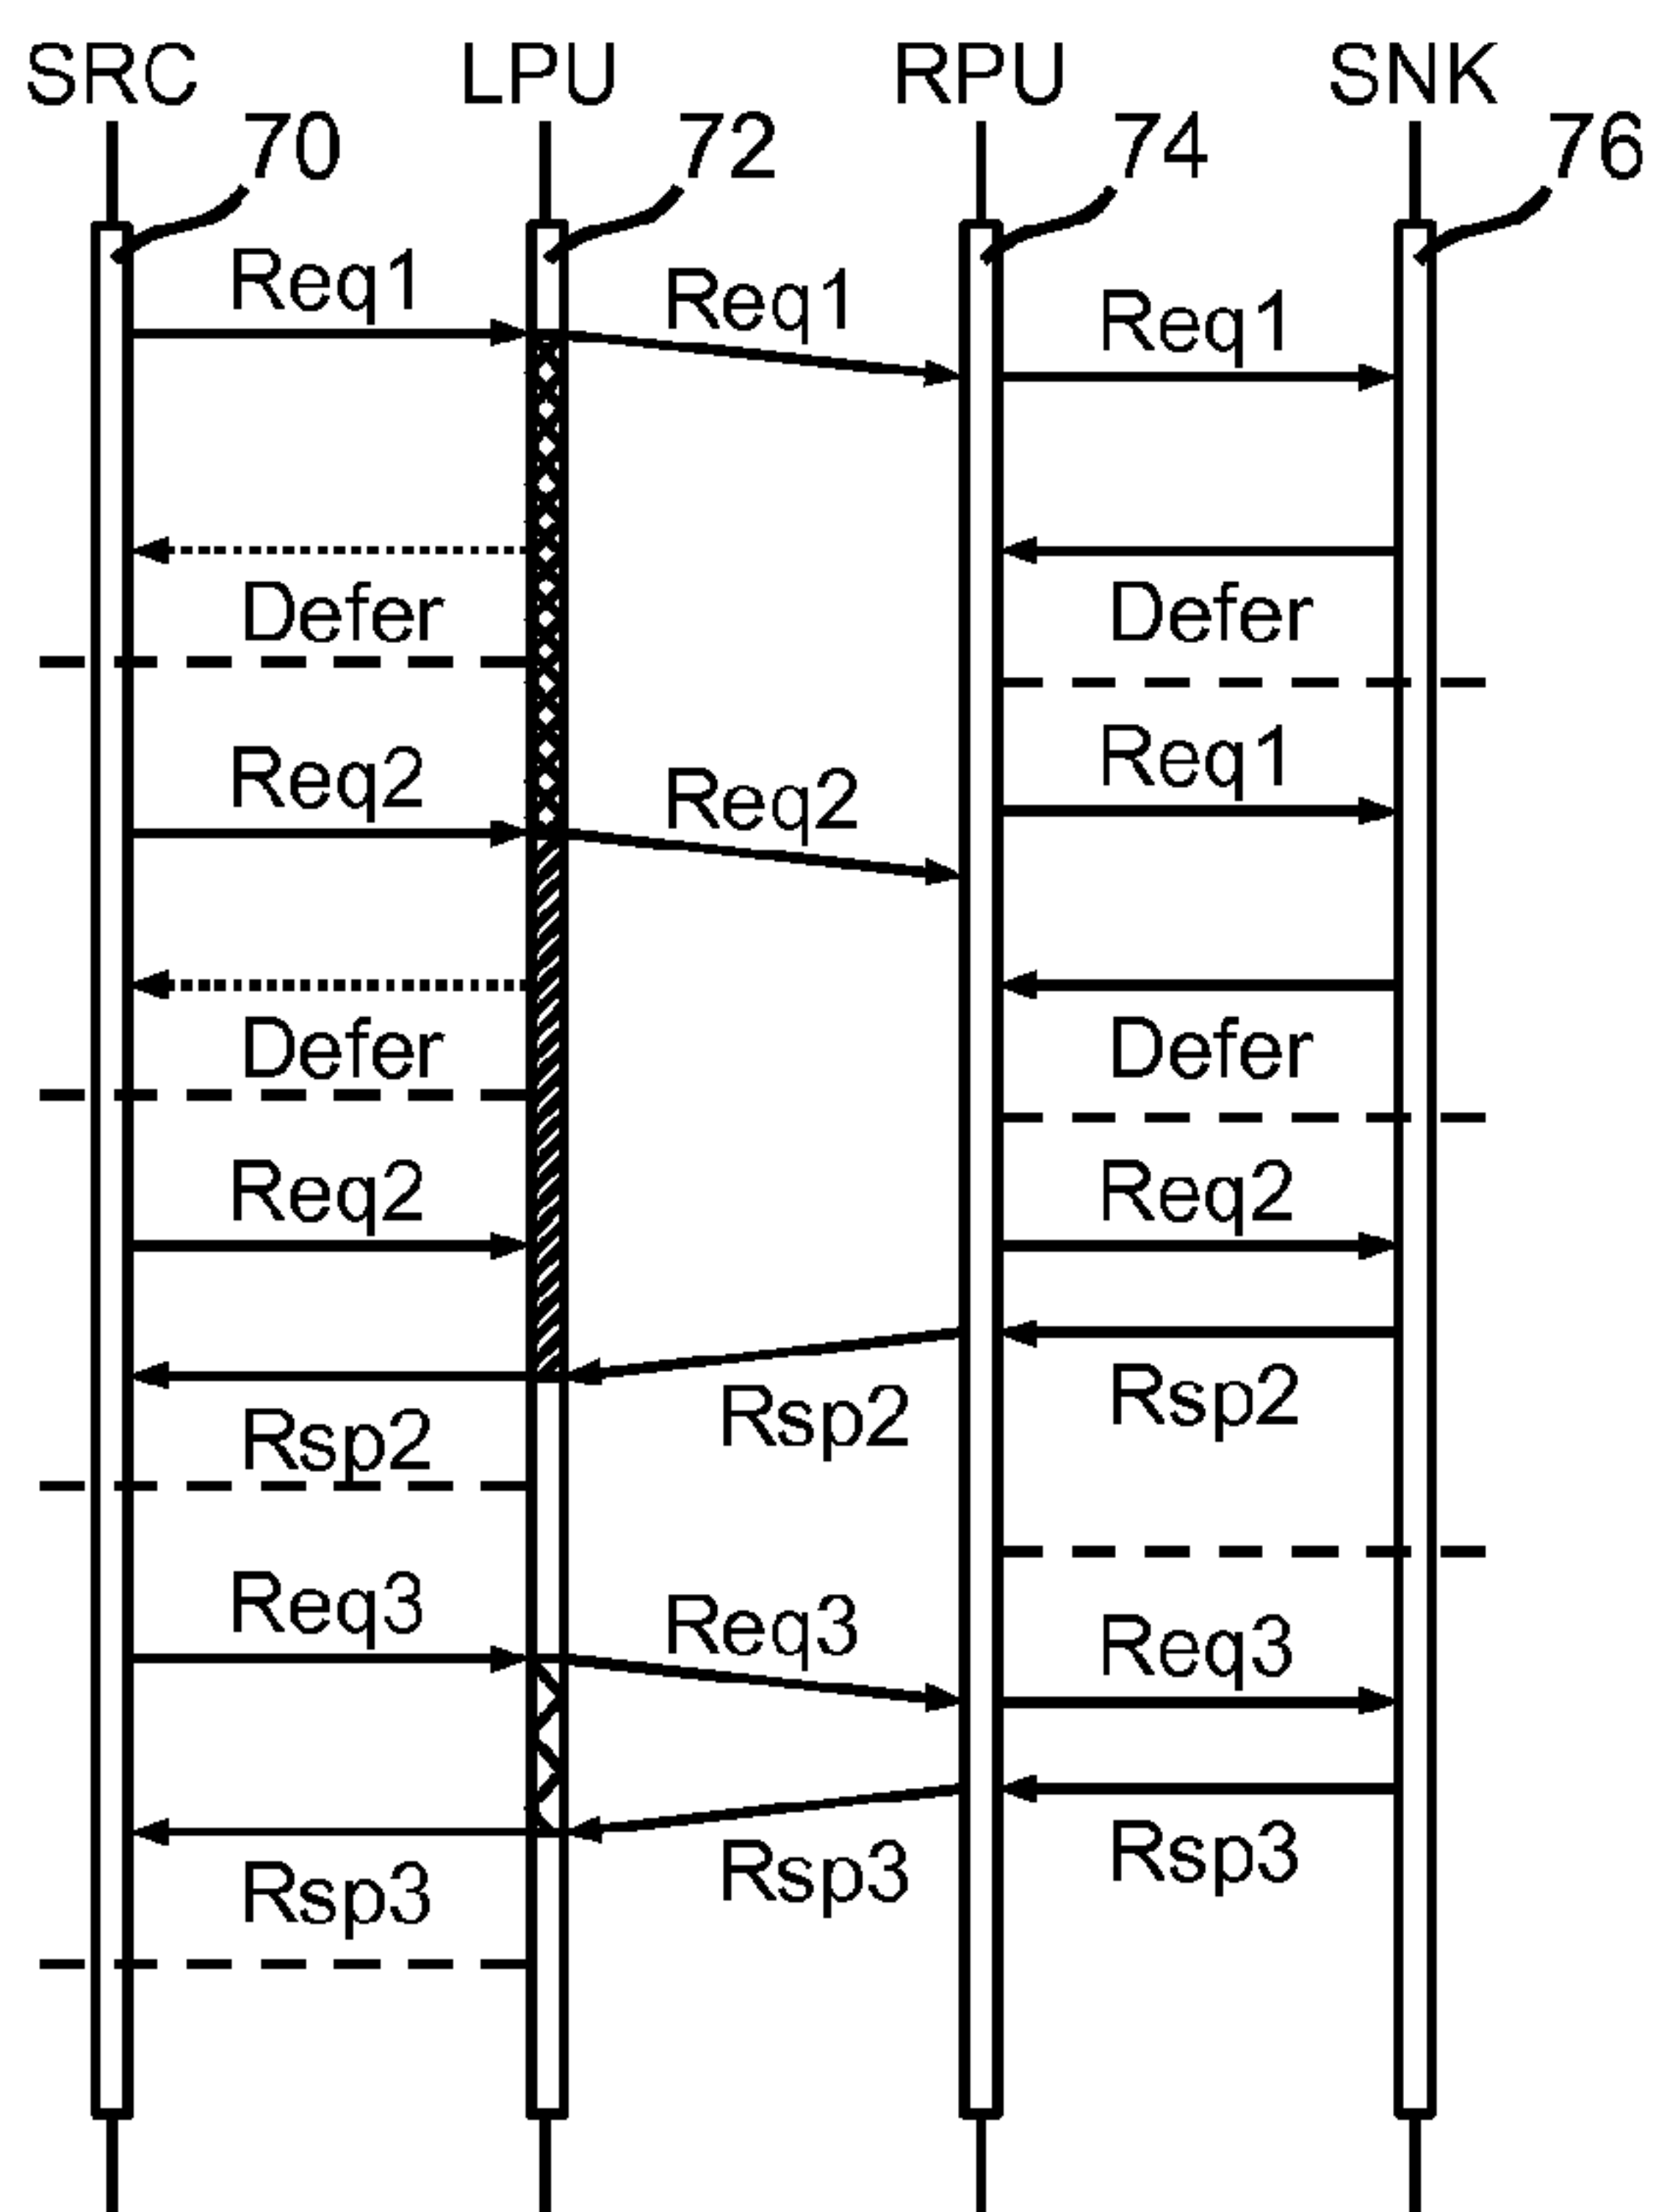 SRC LPU RPU SNK
70 72 74 76
Req1 Req1 Req1
Defer Defer
Req2 Req2 Req1
Defer Defer
Req2 Req2
Rsp2 Rsp2 Rsp2
Req3 Req3 Req3
Rsp3 Rsp3 Rsp3